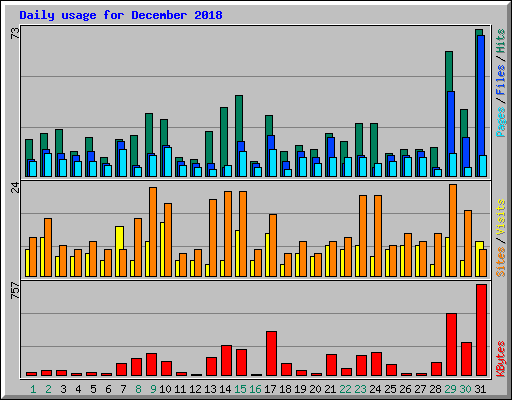 Daily usage for December 2018
73
Pages / Files / Hits
24
Sites / Visits
757
KBytes
1 2 3 4 5 6 7 8 9 10 11 12 13 14 15 16 17 18 19 20 21 22 23 24 25 26 27 28 29 30 31